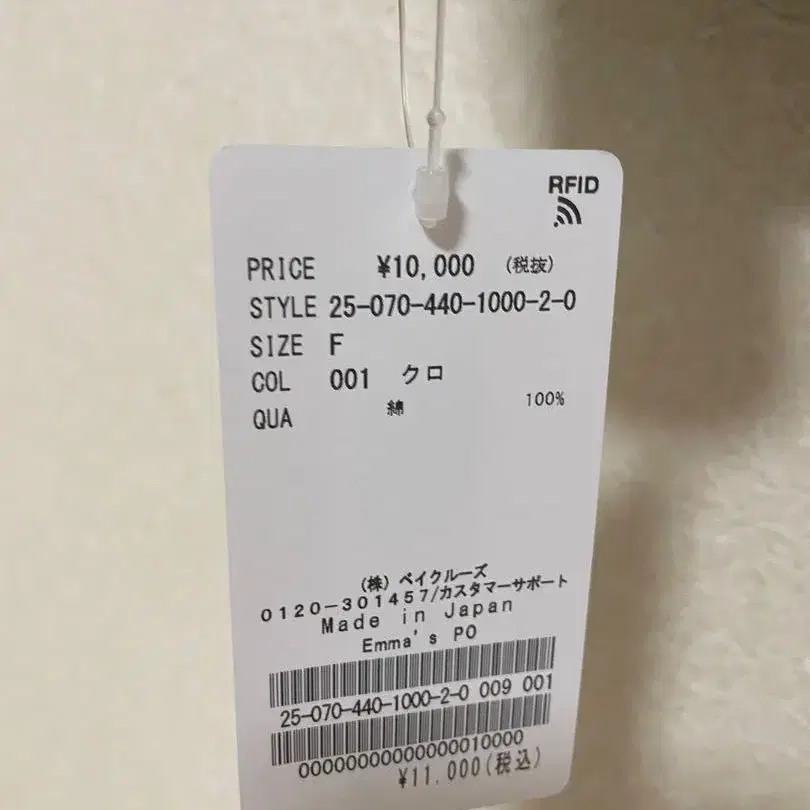 RFID
PRICE ¥10,000 (税抜)
STYLE 25-070-440-1000-2-0
SIZE F
COL 001 クロ
QUA 綿 100%
(株)ベイクルーズ
0120-301457/カスタマーサポート
Made in Japan
Emma's PO
25-070-440-1000-2-0 009 001
00000000000000010000
¥11,000(税込)